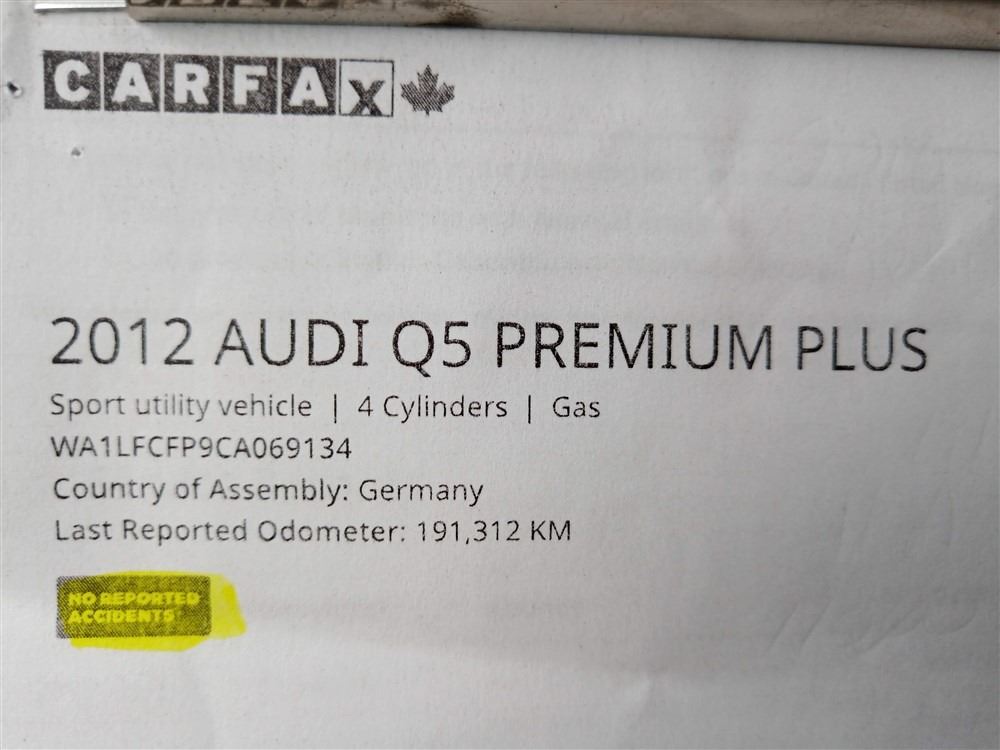 CARFAX
2012 AUDI Q5 PREMIUM PLUS
Sport utility vehicle | 4 Cylinders | Gas
WA1LFCFP9CA069134
Country of Assembly: Germany
Last Reported Odometer: 191,312 KM
NO REPORTED
ACCIDENTS